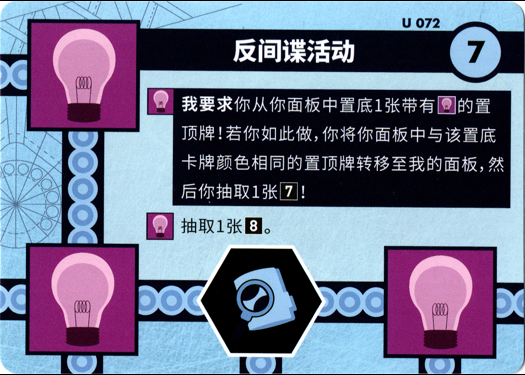 U 072
反间谍活动
7
我要求你从你面板中置底1张带有的置
顶牌！若你如此做，你将你面板中与该置底
卡牌颜色相同的置顶牌转移至我的面板，然
后你抽取1张7！
抽取1张8。